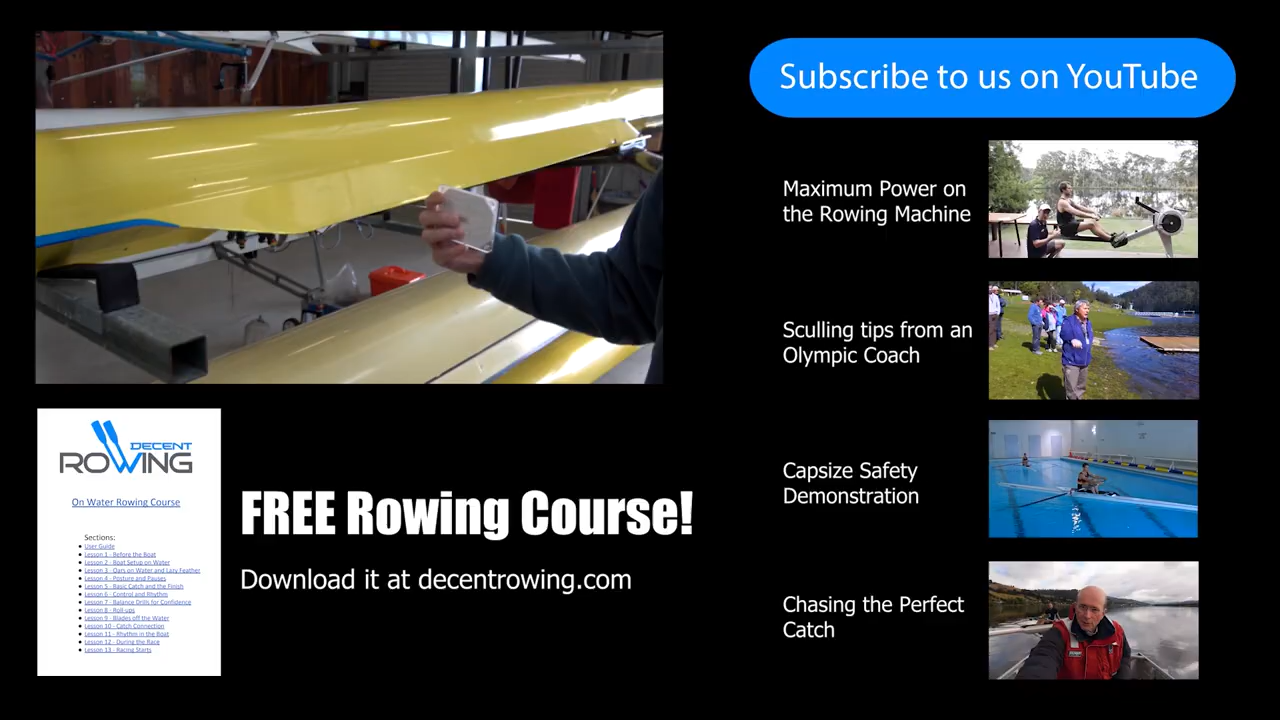 Subscribe to us on YouTube
Maximum Power on
the Rowing Machine
Sculling tips from an
Olympic Coach
Capsize Safety
Demonstration
Chasing the Perfect
Catch
DECENT
ROWING
On Water Rowing Course
Sections:
User Guide
Lesson 1 - Before the Boat
Lesson 2 - Boat Setup on Water
Lesson 3 - Oars on Water and Lazy Feather
Lesson 4 - Posture and Pauses
Lesson 5 - Basic Catch and the Finish
Lesson 6 - Control and Rhythm
Lesson 7 - Balance Drills for Confidence
Lesson 8 - Roll-ups
Lesson 9 - Blades off the Water
Lesson 10 - Catch Connection
Lesson 11 - Rhythm in the Boat
Lesson 12 - During the Race
Lesson 13 - Racing Starts
FREE Rowing Course!
Download it at decentrowing.com